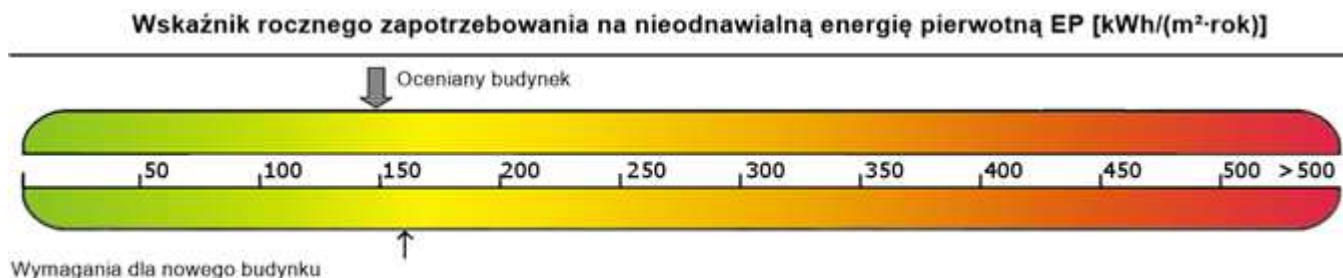 Wskaźnik rocznego zapotrzebowania na nieodnawialną energię pierwotną EP [kWh/(m²·rok)]
Oceniany budynek
50 100 150 200 250 300 350 400 450 500 > 500
Wymagania dla nowego budynku